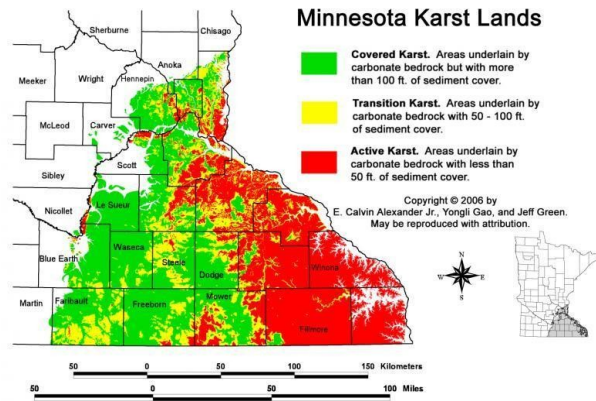 Minnesota Karst Lands
Covered Karst. Areas underlain by
carbonate bedrock but with more
than 100 ft. of sediment cover.
Transition Karst. Areas underlain by
carbonate bedrock with 50 - 100 ft.
of sediment cover.
Active Karst. Areas underlain by
carbonate bedrock with less than
50 ft. of sediment cover.
Copyright © 2006 by
E. Calvin Alexander Jr., Yongli Gao, and Jeff Green.
May be reproduced with attribution.
N
W
E
S
Sherburne
Chisago
Anoka
Meeker
Wright
Hennepin
McLeod
Carver
Scott
Sibley
Nicollet
Le Sueur
Blue Earth
Waseca
Steele
Dodge
Winona
Martin
Faribault
Freeborn
Mower
Fillmore
50 0 50 100 150 Kilometers
50 0 50 100 Miles